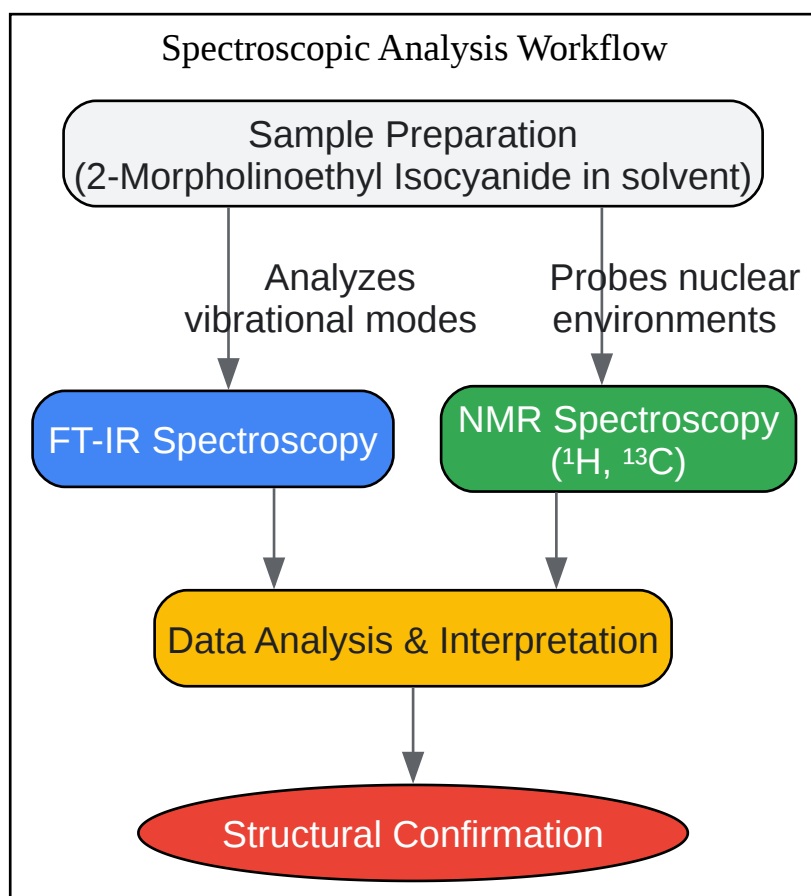 Spectroscopic Analysis Workflow
Sample Preparation
(2-Morpholinoethyl Isocyanide in solvent)
Analyzes
vibrational modes
Probes nuclear
environments
FT-IR Spectroscopy
NMR Spectroscopy
(¹H, ¹³C)
Data Analysis & Interpretation
Structural Confirmation